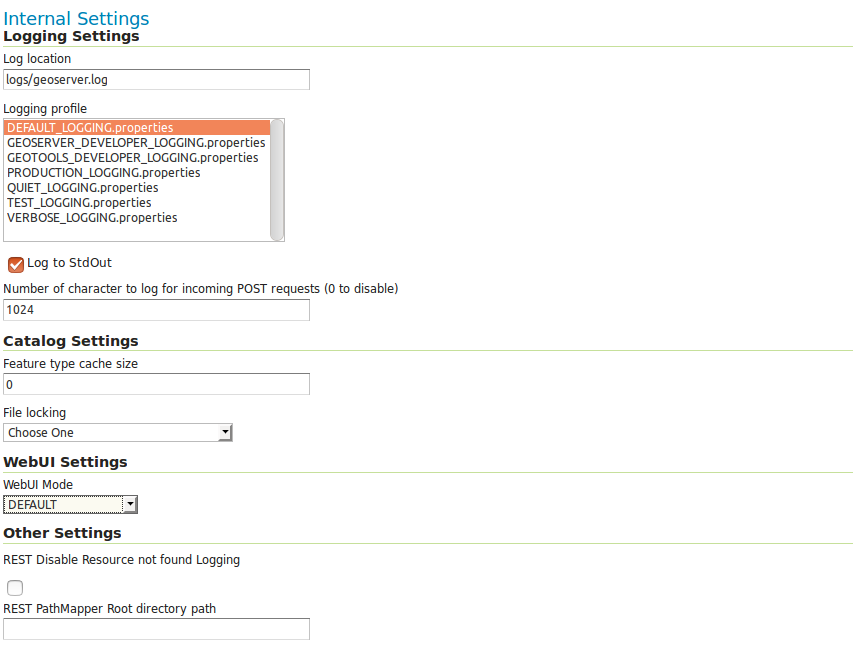 Internal Settings
Logging Settings
Log location
logs/geoserver.log
Logging profile
DEFAULT_LOGGING.properties
GEOSERVER_DEVELOPER_LOGGING.properties
GEOTOOLS_DEVELOPER_LOGGING.properties
PRODUCTION_LOGGING.properties
QUIET_LOGGING.properties
TEST_LOGGING.properties
VERBOSE_LOGGING.properties
Log to StdOut
Number of character to log for incoming POST requests (0 to disable)
1024
Catalog Settings
Feature type cache size
0
File locking
Choose One
WebUI Settings
WebUI Mode
DEFAULT
Other Settings
REST Disable Resource not found Logging
REST PathMapper Root directory path